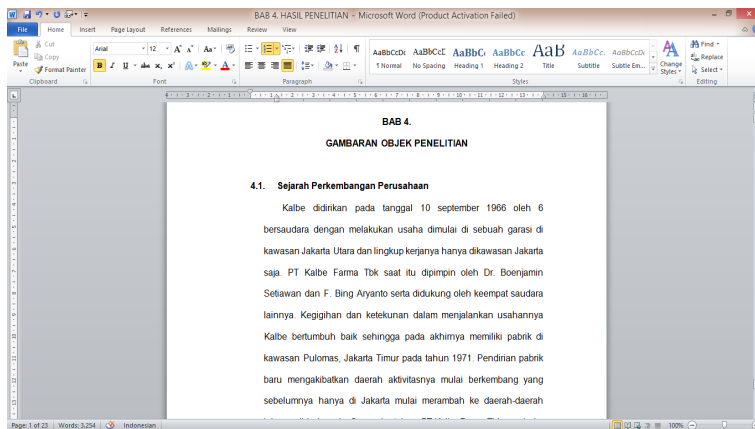 BAB 4. HASIL PENELITIAN - Microsoft Word (Product Activation Failed)
File Home Insert Page Layout References Mailings Review View
Cut
Copy
Format Painter
Paste
Clipboard
Arial 12
Font
Paragraph
AaBbCcDc AaBbCcI AaBbC AaBbCc AaB AaBbCc. AaBbCcDc
¶ Normal No Spacing Heading 1 Heading 2 Title Subtitle Subtle Em...
Change Styles
Styles
Find
Replace
Select
Editing
BAB 4.
GAMBARAN OBJEK PENELITIAN
4.1. Sejarah Perkembangan Perusahaan
Kalbe didirikan pada tanggal 10 september 1966 oleh 6
bersaudara dengan melakukan usaha dimulai di sebuah garasi di
kawasan Jakarta Utara dan lingkup kerjanya hanya dikawasan Jakarta
saja. PT Kalbe Farma Tbk saat itu dipimpin oleh Dr. Boenjamin
Setiawan dan F. Bing Aryanto serta didukung oleh keempat saudara
lainnya. Kegigihan dan ketekunan dalam menjalankan usahannya
Kalbe bertumbuh baik sehingga pada akhirnya memiliki pabrik di
kawasan Pulomas, Jakarta Timur pada tahun 1971. Pendirian pabrik
baru mengakibatkan daerah aktivitasnya mulai berkembang yang
sebelumnya hanya di Jakarta mulai merambah ke daerah-daerah
Page: 1 of 23 Words: 3.254 Indonesian 100%